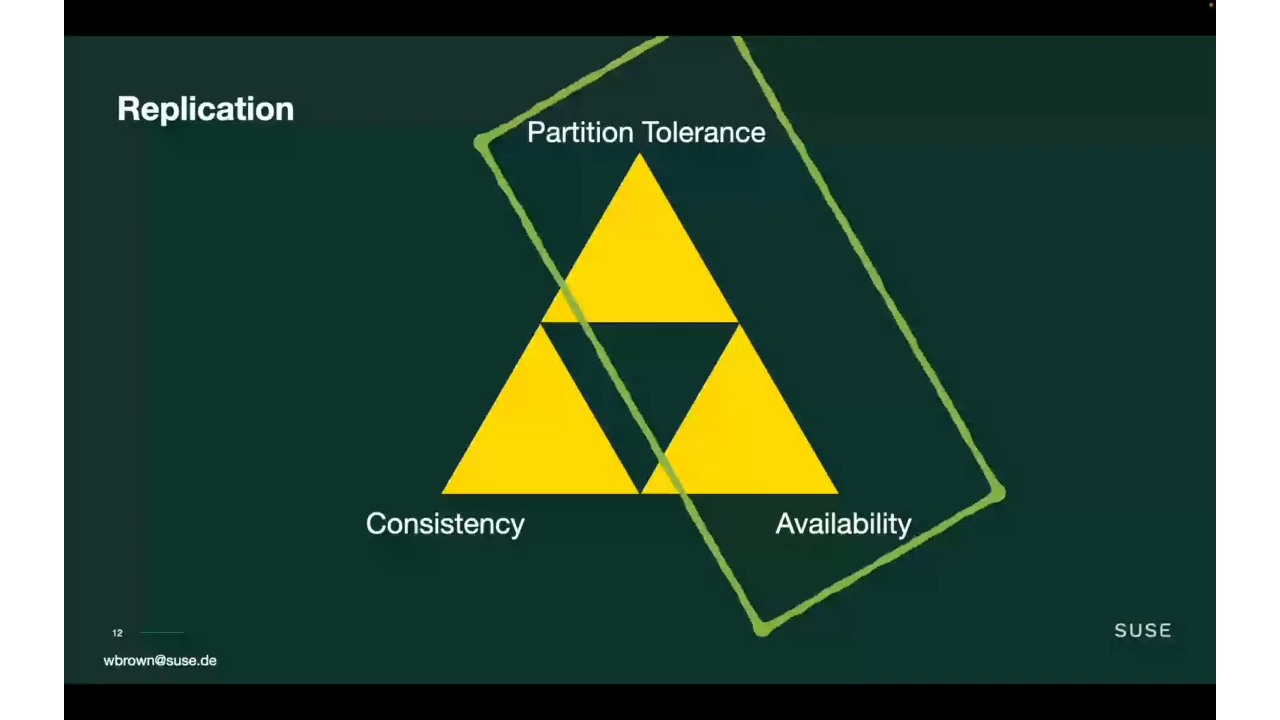 Replication
Partition Tolerance
Consistency
Availability
12
SUSE
wbrown@suse.de